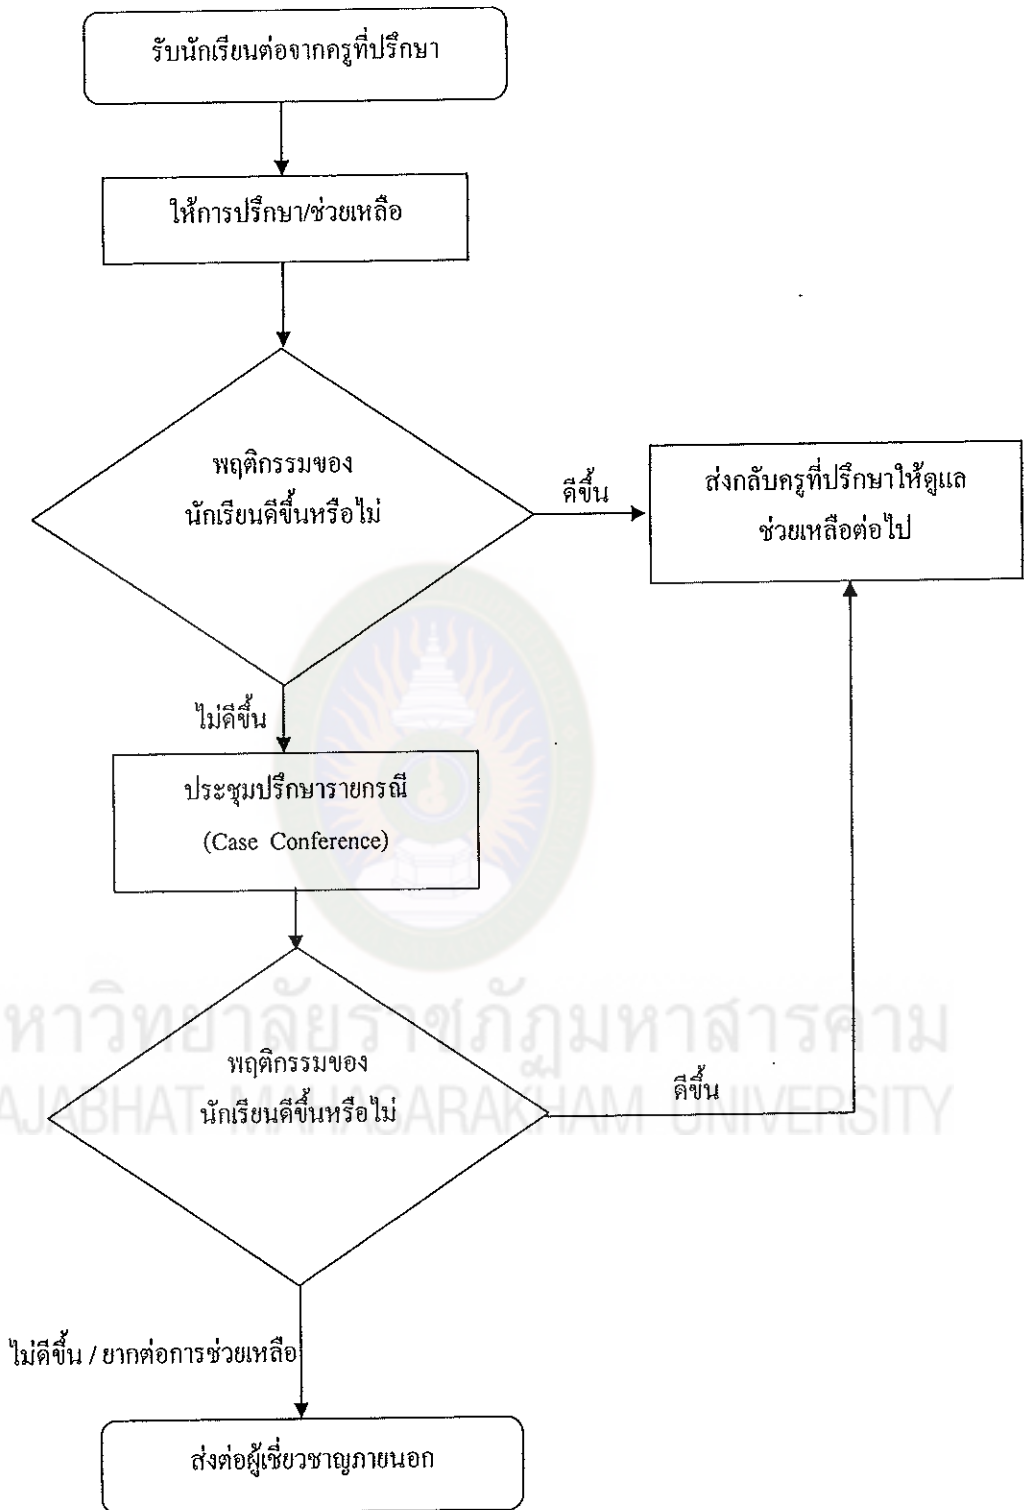 รับนักเรียนต่อจากครูที่ปรึกษา
ให้การปรึกษา/ช่วยเหลือ
พฤติกรรมของ
นักเรียนดีขึ้นหรือไม่
ดีขึ้น
ส่งกลับครูที่ปรึกษาให้ดูแล
ช่วยเหลือต่อไป
ไม่ดีขึ้น
ประชุมปรึกษารายกรณี
(Case Conference)
หาวิทยาลัยราชภัฏมหาสารคาม
พฤติกรรมของ
นักเรียนดีขึ้นหรือไม่
ดีขึ้น
AJABHAT MAHASARAKHAM UNIVERSITY
ไม่ดีขึ้น / ยากต่อการช่วยเหลือ
ส่งต่อผู้เชี่ยวชาญภายนอก